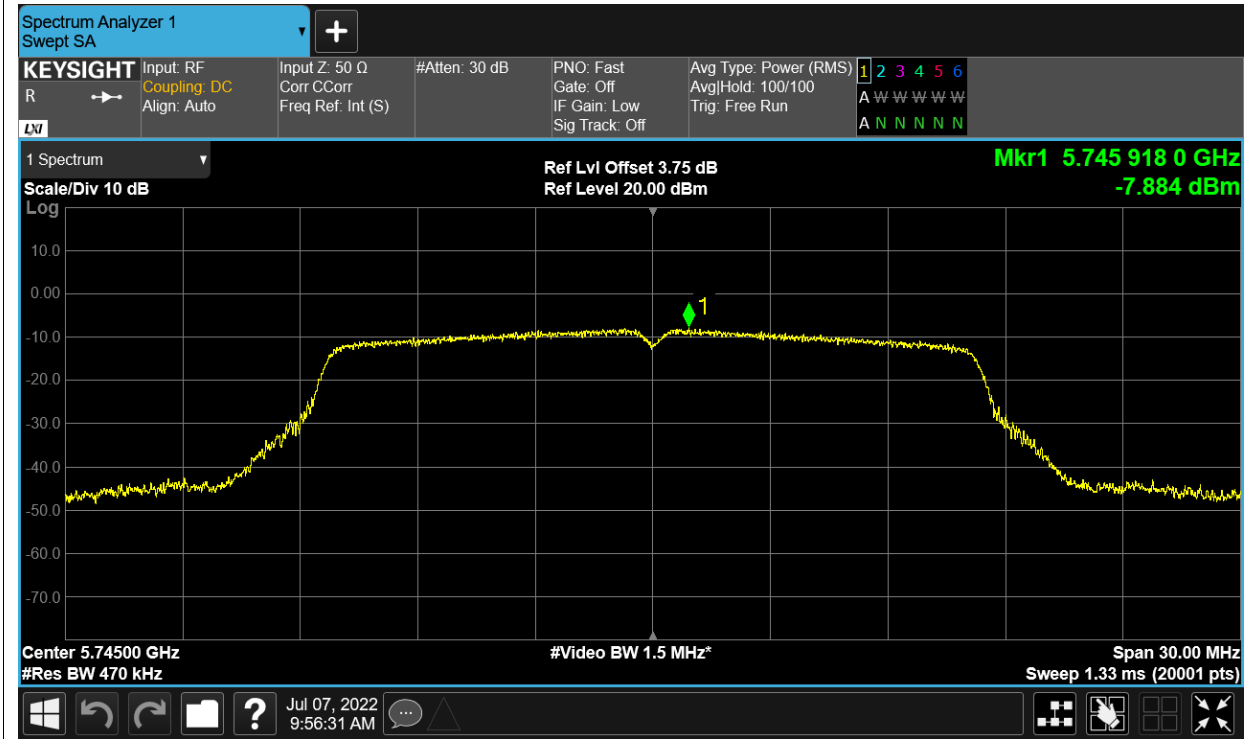 Spectrum Analyzer 1
Swept SA
KEYSIGHT
R
LXI
Input: RF
Coupling: DC
Align: Auto
Input Z: 50 Ω
Corr CCorr
Freq Ref: Int (S)
#Atten: 30 dB
PNO: Fast
Gate: Off
IF Gain: Low
Sig Track: Off
Avg Type: Power (RMS)
Avg|Hold: 100/100
Trig: Free Run
1 2 3 4 5 6
A W W W W W
A N N N N N
1 Spectrum
Scale/Div 10 dB
Log
Ref Lvl Offset 3.75 dB
Ref Level 20.00 dBm
Mkr1 5.745 918 0 GHz
-7.884 dBm
10.0
0.00
-10.0
-20.0
-30.0
-40.0
-50.0
-60.0
-70.0
1
Center 5.74500 GHz
#Res BW 470 kHz
#Video BW 1.5 MHz*
Span 30.00 MHz
Sweep 1.33 ms (20001 pts)
?
Jul 07, 2022
9:56:31 AM